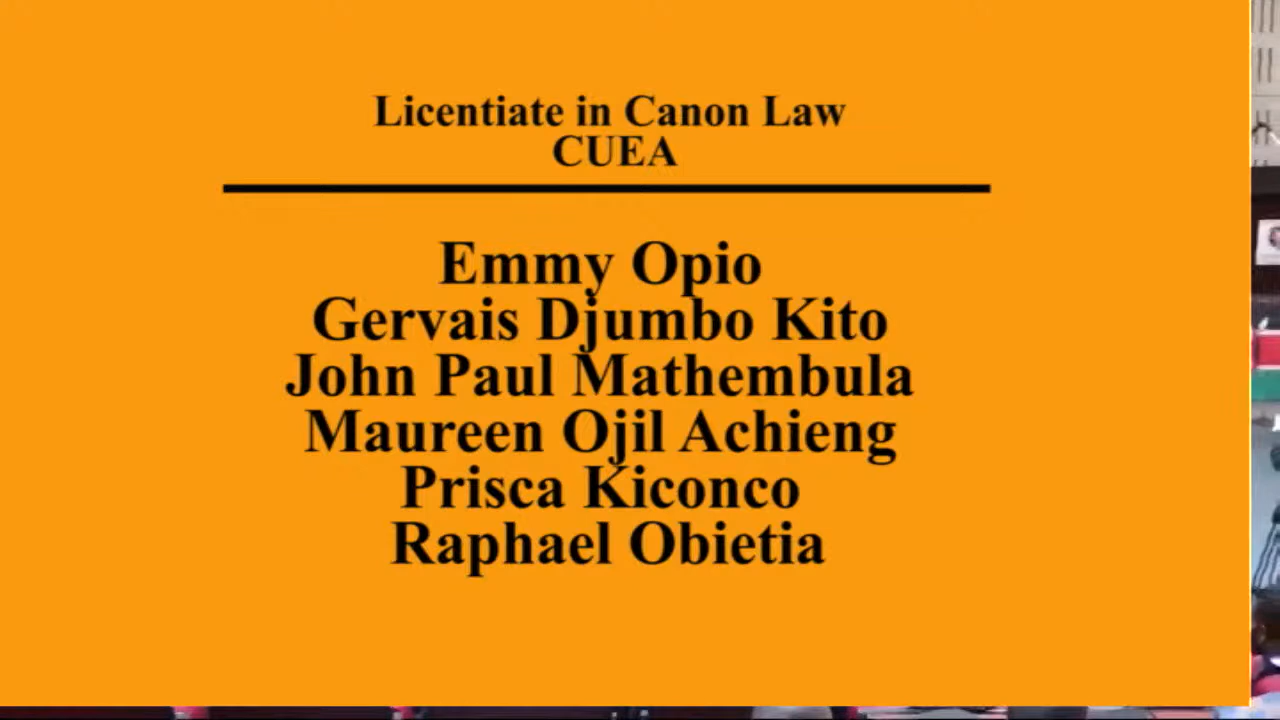 Licentiate in Canon Law
CUEA
Emmy Opio
Gervais Djumbo Kito
John Paul Mathembula
Maureen Ojil Achieng
Prisca Kiconco
Raphael Obietia